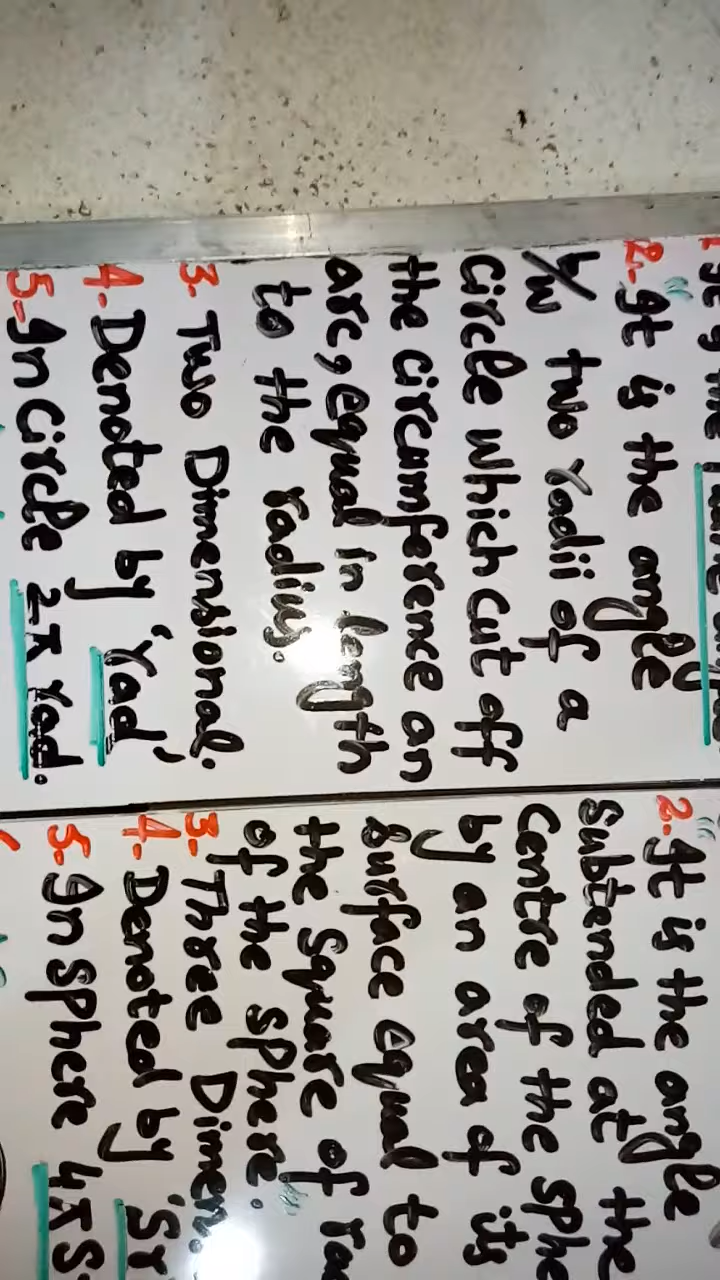 2. It is the angle
b/w two radii of a
Circle which cut off
the circumference an
arc, equal in length
to the radius.
3. Two Dimensional.
4. Denoted by 'rad'
5. In Circle 2π rad.
2. "It is the angle
Subtended at the
Centre of the sphe
by an area of its
Surface equal to
the Square of ra
of the sphere."
3. Three Dimen.
4. Denoted by 'Sr
5. In sphere 4π S.